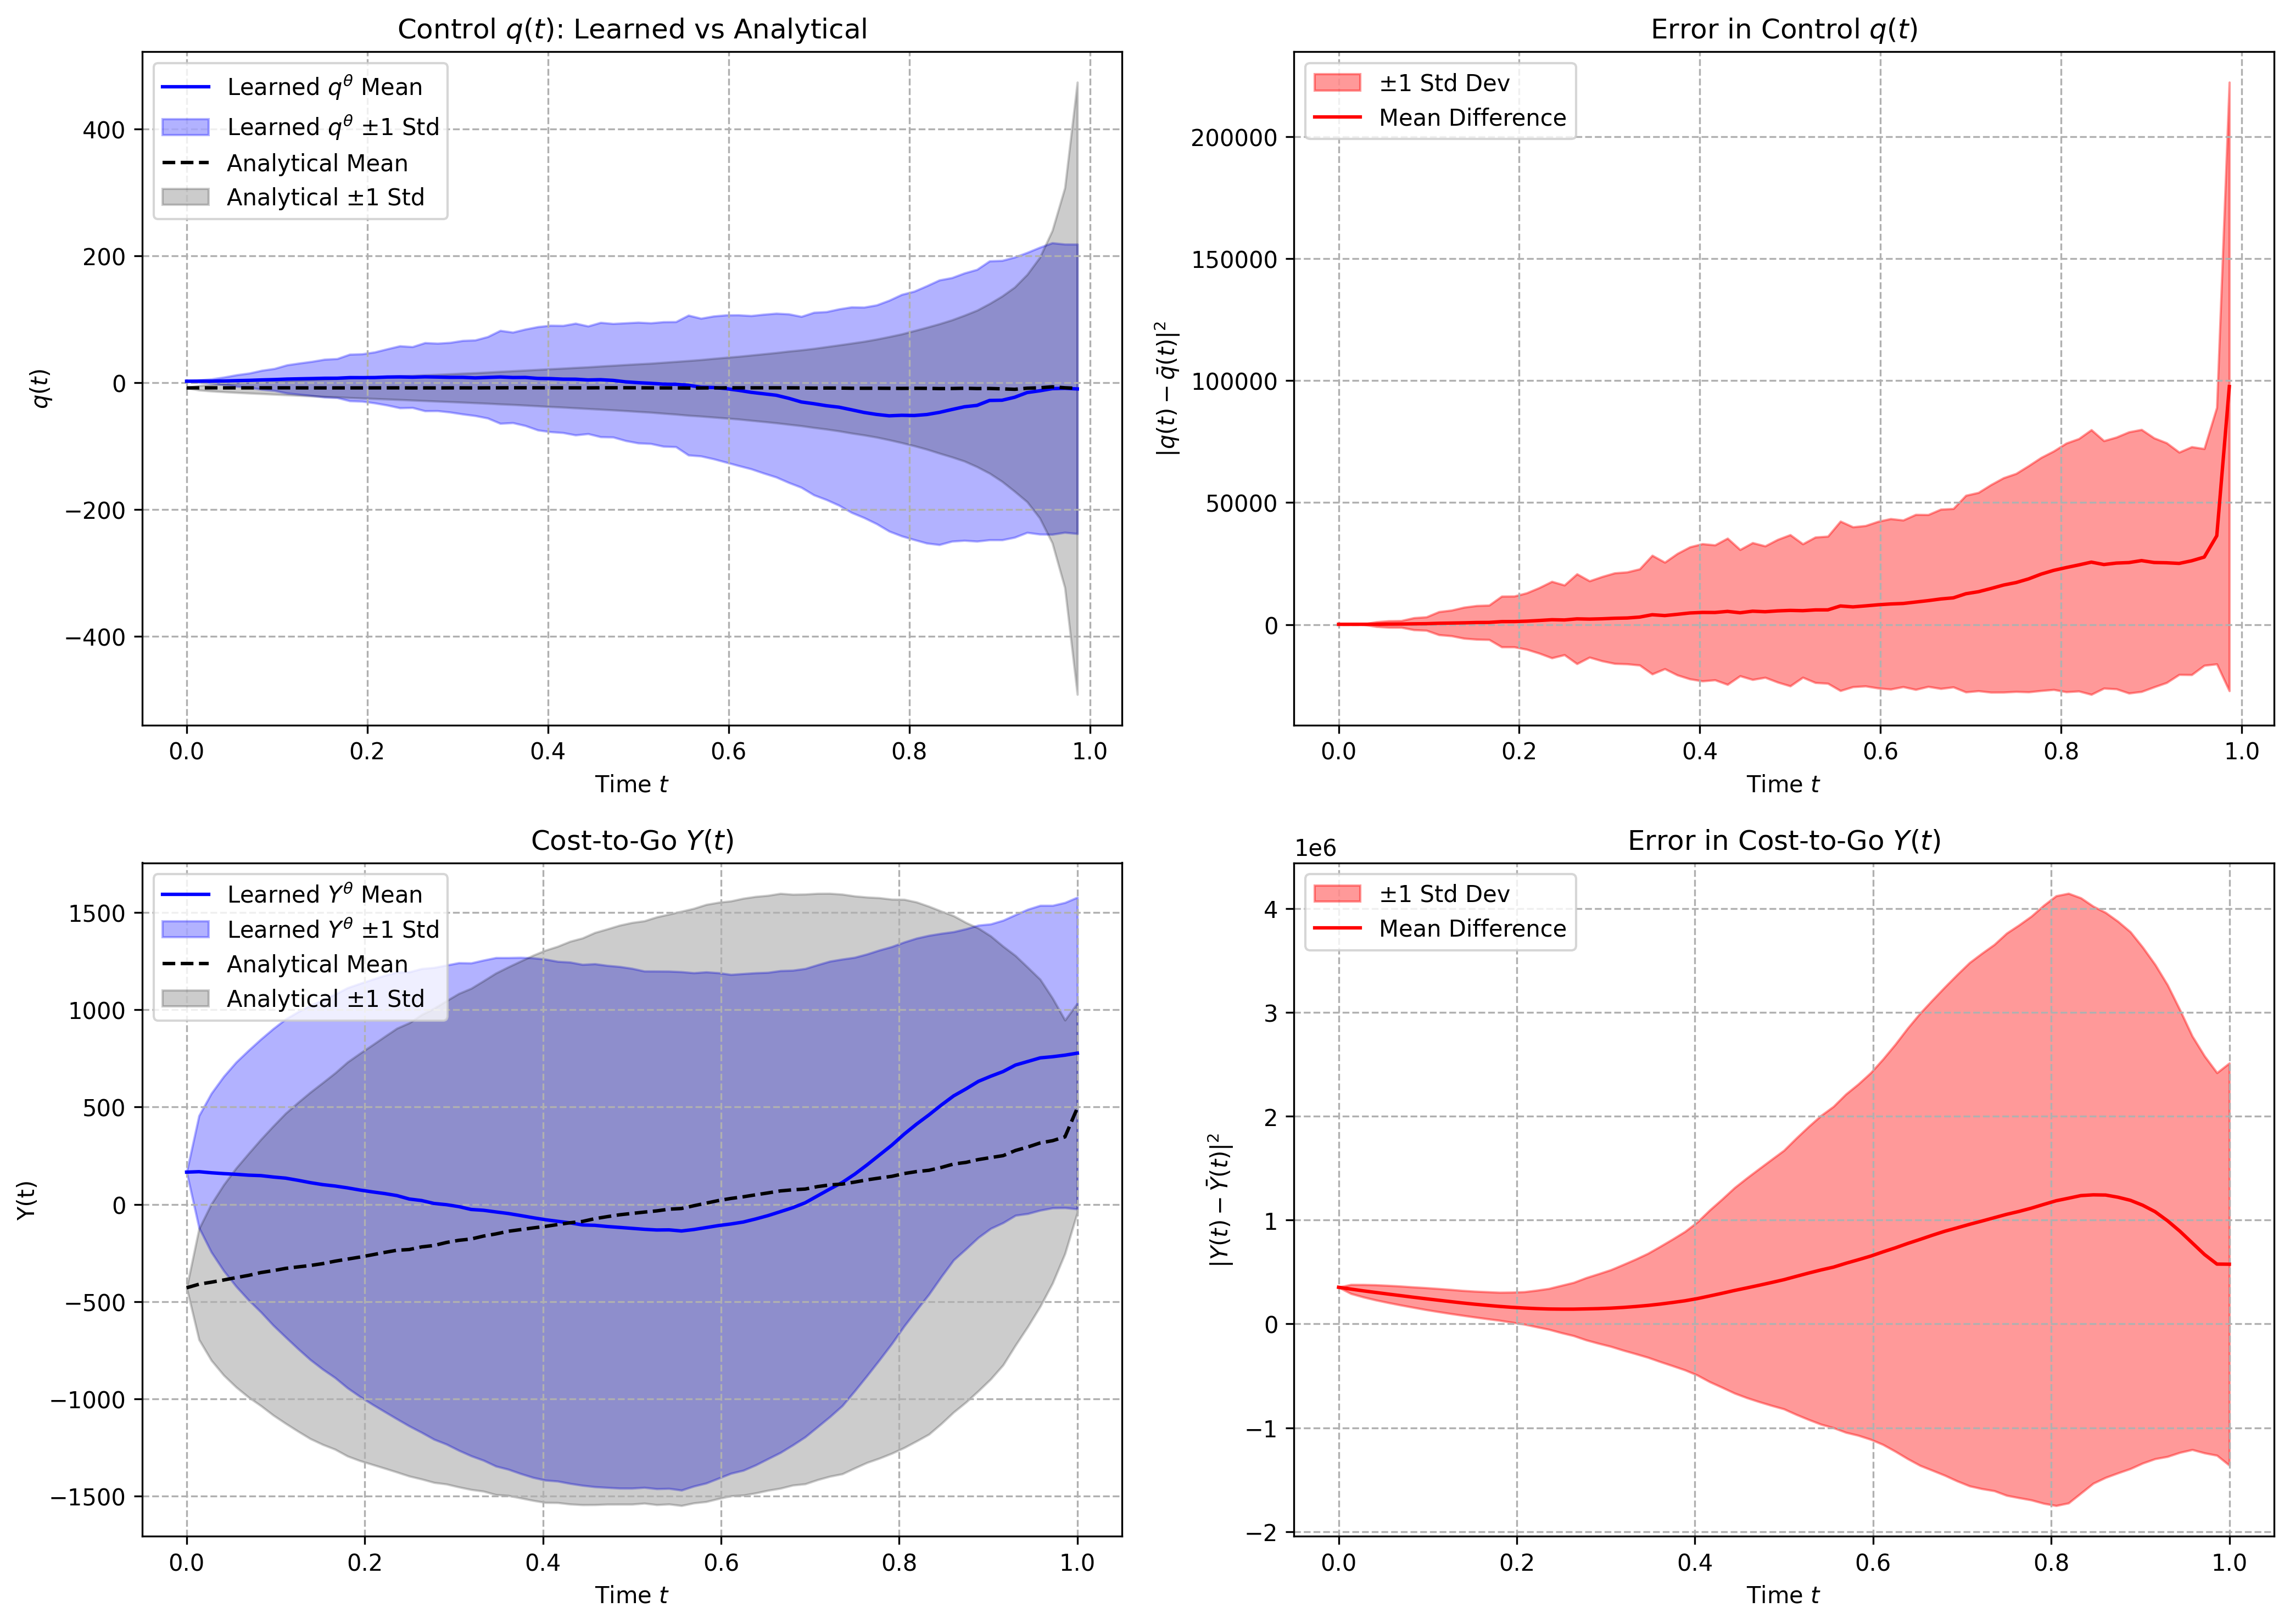 Control q(t): Learned vs Analytical
Learned q^θ Mean
Learned q^θ ±1 Std
Analytical Mean
Analytical ±1 Std
q(t)
400
200
0
−200
−400
0.0 0.2 0.4 0.6 0.8 1.0
Time t
Error in Control q(t)
±1 Std Dev
Mean Difference
|q(t) − q̄(t)|²
200000
150000
100000
50000
0
0.0 0.2 0.4 0.6 0.8 1.0
Time t
Cost-to-Go Y(t)
Learned Y^θ Mean
Learned Y^θ ±1 Std
Analytical Mean
Analytical ±1 Std
Y(t)
1500
1000
500
0
−500
−1000
−1500
0.0 0.2 0.4 0.6 0.8 1.0
Time t
Error in Cost-to-Go Y(t)
1e6
±1 Std Dev
Mean Difference
|Y(t) − Ȳ(t)|²
4
3
2
1
0
−1
−2
0.0 0.2 0.4 0.6 0.8 1.0
Time t